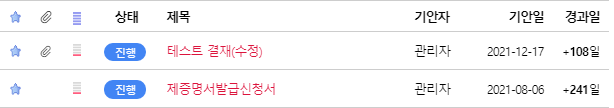 상태 제목 기안자 기안일 경과일
진행 테스트 결재(수정) 관리자 2021-12-17 +108일
진행 제증명서발급신청서 관리자 2021-08-06 +241일